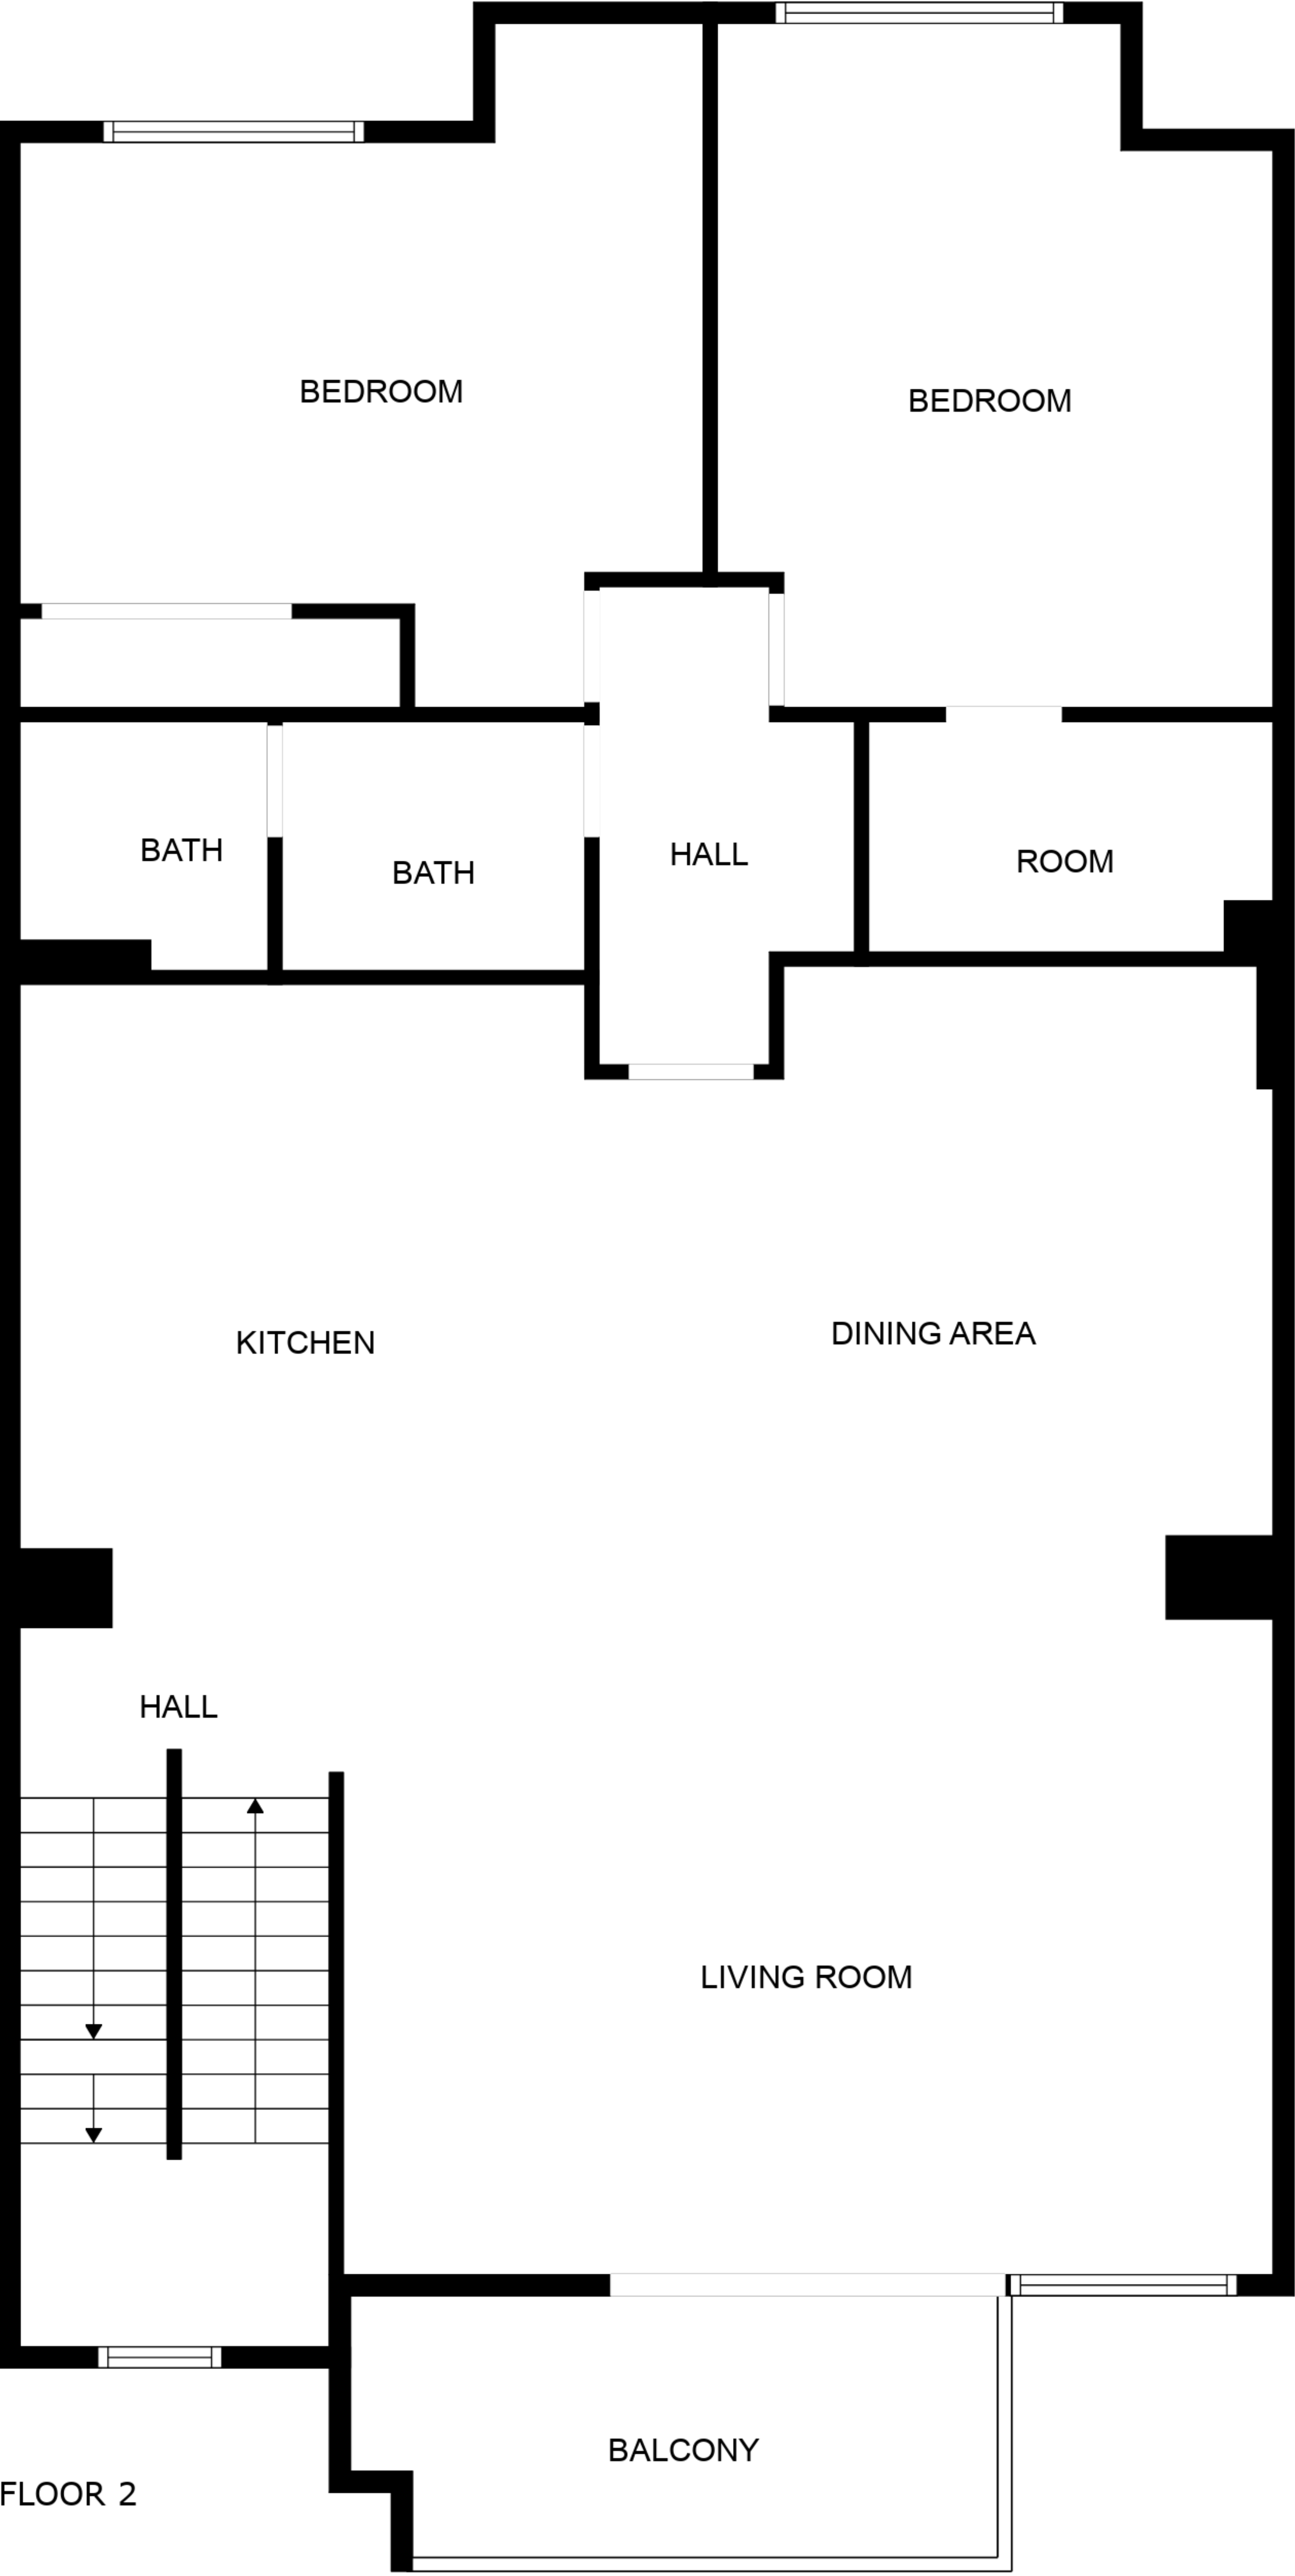 BEDROOM
BEDROOM
BATH
BATH
HALL
ROOM
KITCHEN
DINING AREA
HALL
LIVING ROOM
BALCONY
FLOOR 2